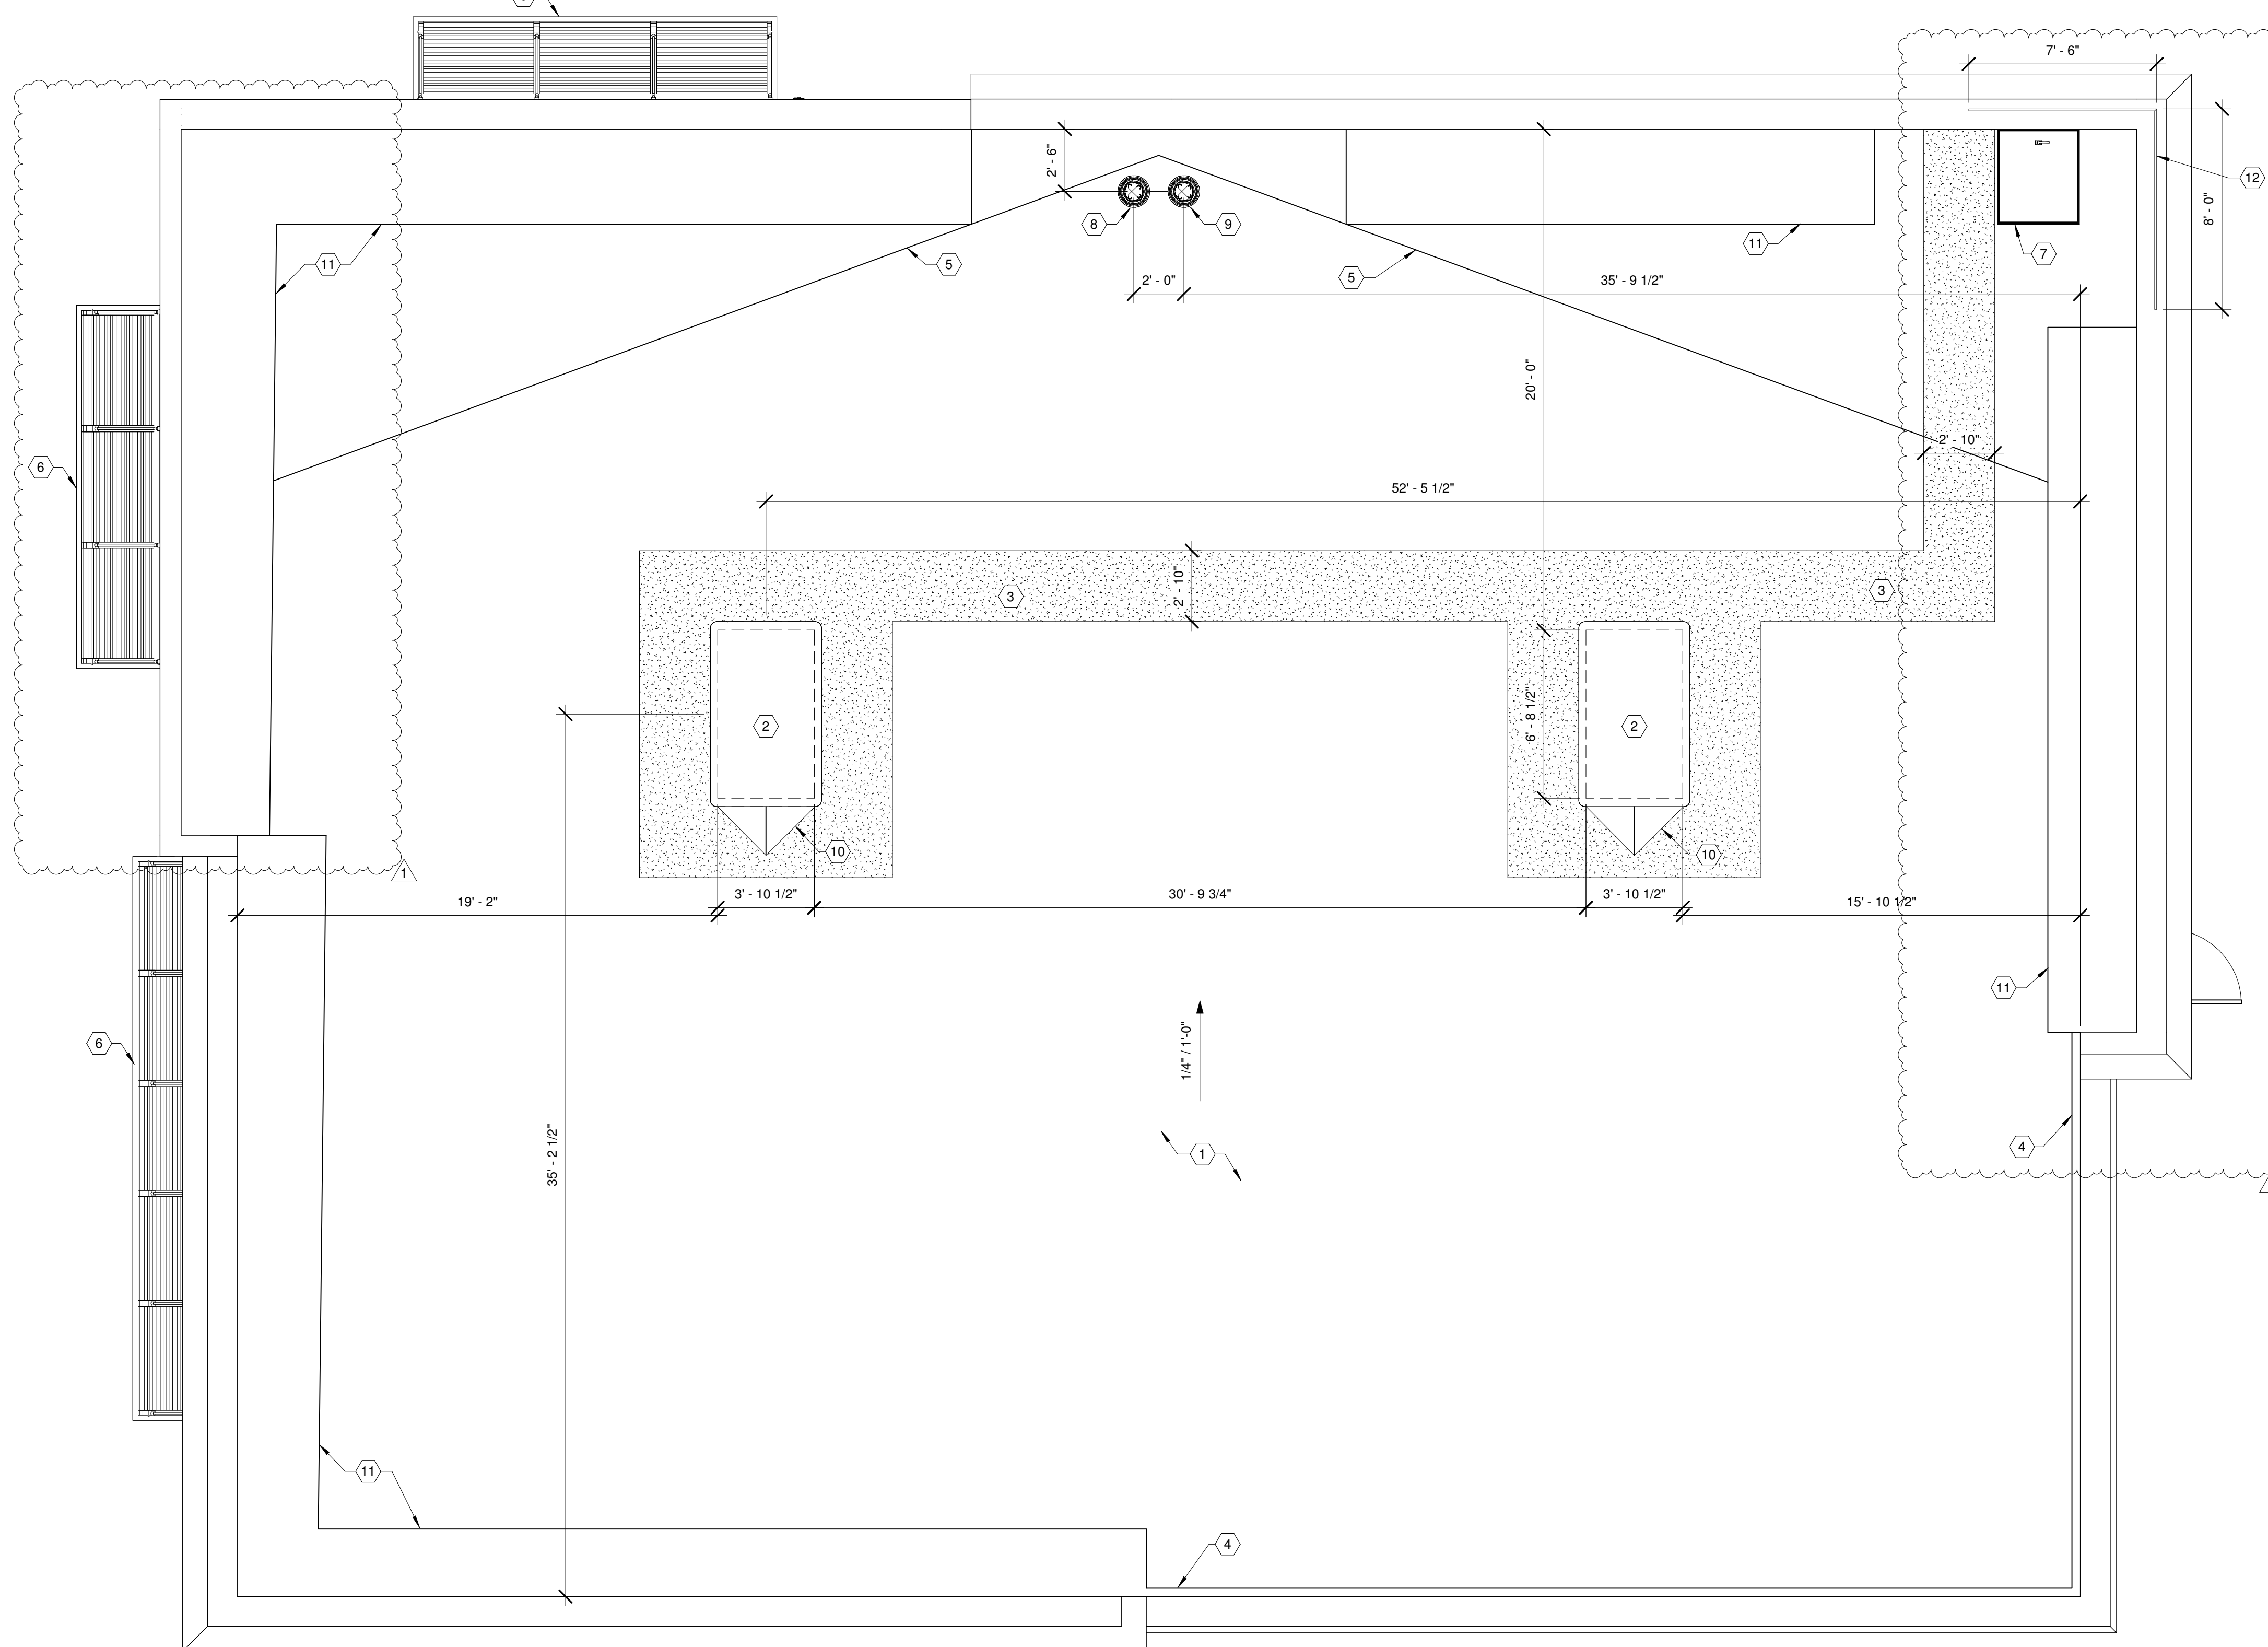 7' - 6"
2' - 6"
12
8' - 0"
8
9
11
7
11
5
5
2' - 0"
35' - 9 1/2"
20' - 0"
2' - 10"
6
52' - 5 1/2"
2' - 10"
3
3
6' - 8 1/2"
2
2
10
10
1
3' - 10 1/2"
30' - 9 3/4"
3' - 10 1/2"
19' - 2"
15' - 10 1/2"
11
6
1/4" / 1'-0"
35' - 2 1/2"
1
4
11
4